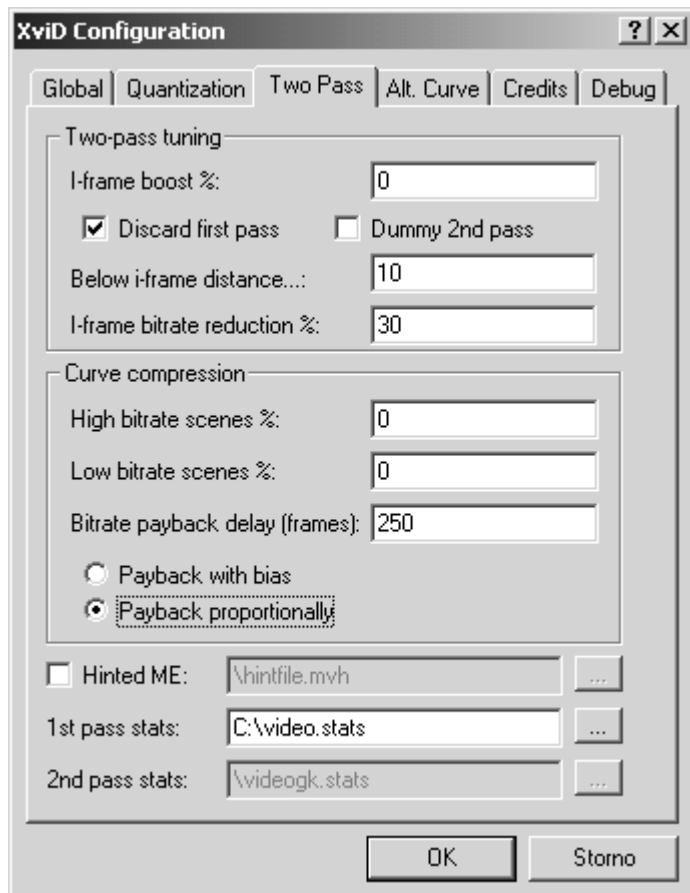 XviD Configuration
Global Quantization Two Pass Alt. Curve Credits Debug
Two-pass tuning
I-frame boost %: 0
Discard first pass Dummy 2nd pass
Below i-frame distance...: 10
I-frame bitrate reduction %: 30
Curve compression
High bitrate scenes %: 0
Low bitrate scenes %: 0
Bitrate payback delay (frames): 250
Payback with bias
Payback proportionally
Hinted ME: \hintfile.mvh ...
1st pass stats: C:\video.stats ...
2nd pass stats: \videogk.stats ...
OK Storno